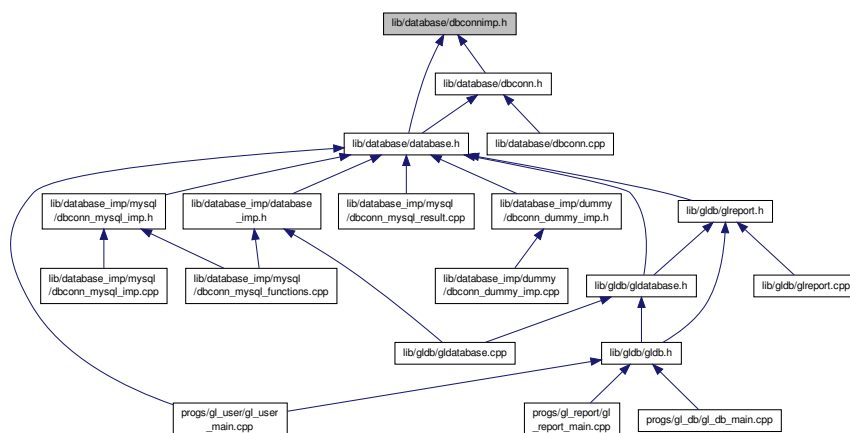 lib/database/dbconnimp.h
lib/database/dbconn.h
lib/database/database.h
lib/database/dbconn.cpp
lib/database_imp/mysql
/dbconn_mysql_imp.h
lib/database_imp/database
_imp.h
lib/database_imp/mysql
/dbconn_mysql_result.cpp
lib/database_imp/dummy
/dbconn_dummy_imp.h
lib/gldb/glreport.h
lib/database_imp/mysql
/dbconn_mysql_imp.cpp
lib/database_imp/mysql
/dbconn_mysql_functions.cpp
lib/database_imp/dummy
/dbconn_dummy_imp.cpp
lib/gldb/gldatabase.h
lib/gldb/glreport.cpp
lib/gldb/gldatabase.cpp
lib/gldb/gldb.h
progs/gl_user/gl_user
_main.cpp
progs/gl_report/gl
_report_main.cpp
progs/gl_db/gl_db_main.cpp